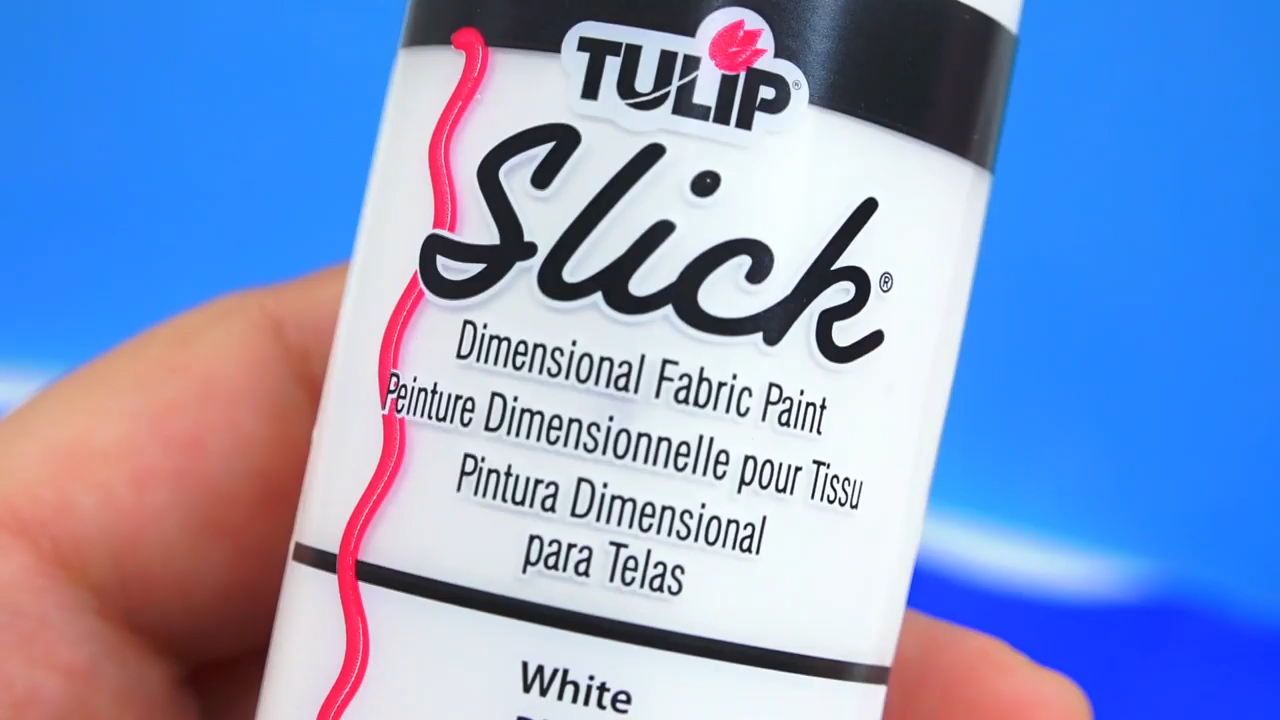 TULIP®
Slick®
Dimensional Fabric Paint
Peinture Dimensionnelle pour Tissu
Pintura Dimensional
para Telas
White